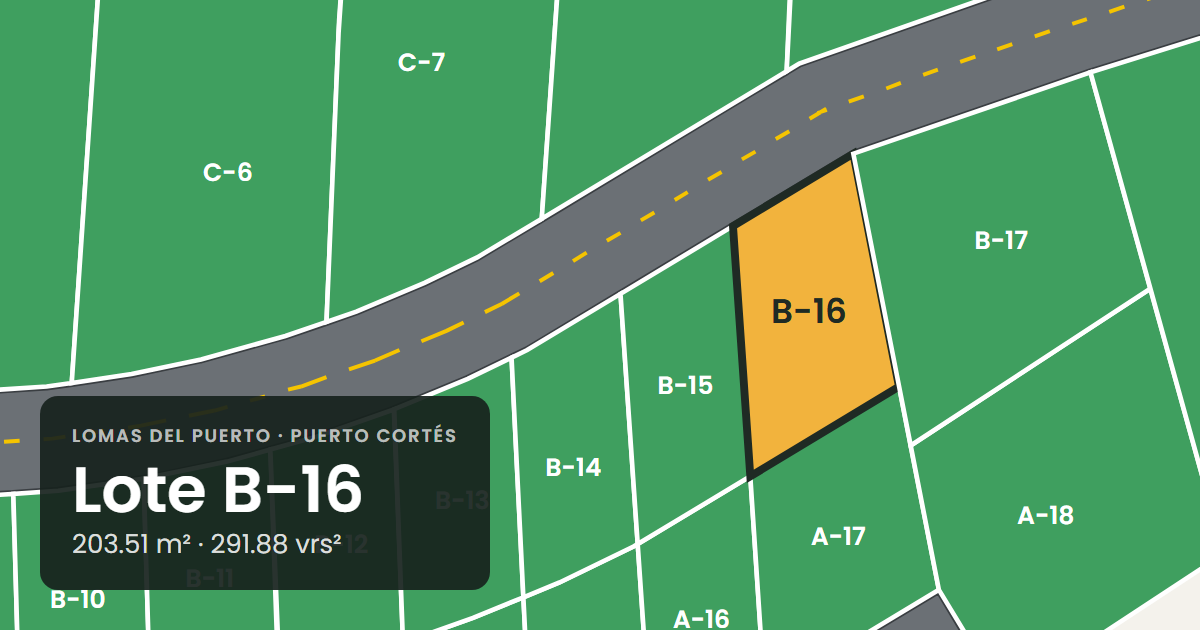 C-7
C-6
B-17
B-16
B-15
LOMAS DEL PUERTO · PUERTO CORTÉS
Lote B-16
203.51 m² · 291.88 vrs²
B-14
B-13
12
A-18
A-17
B-11
B-10
A-16